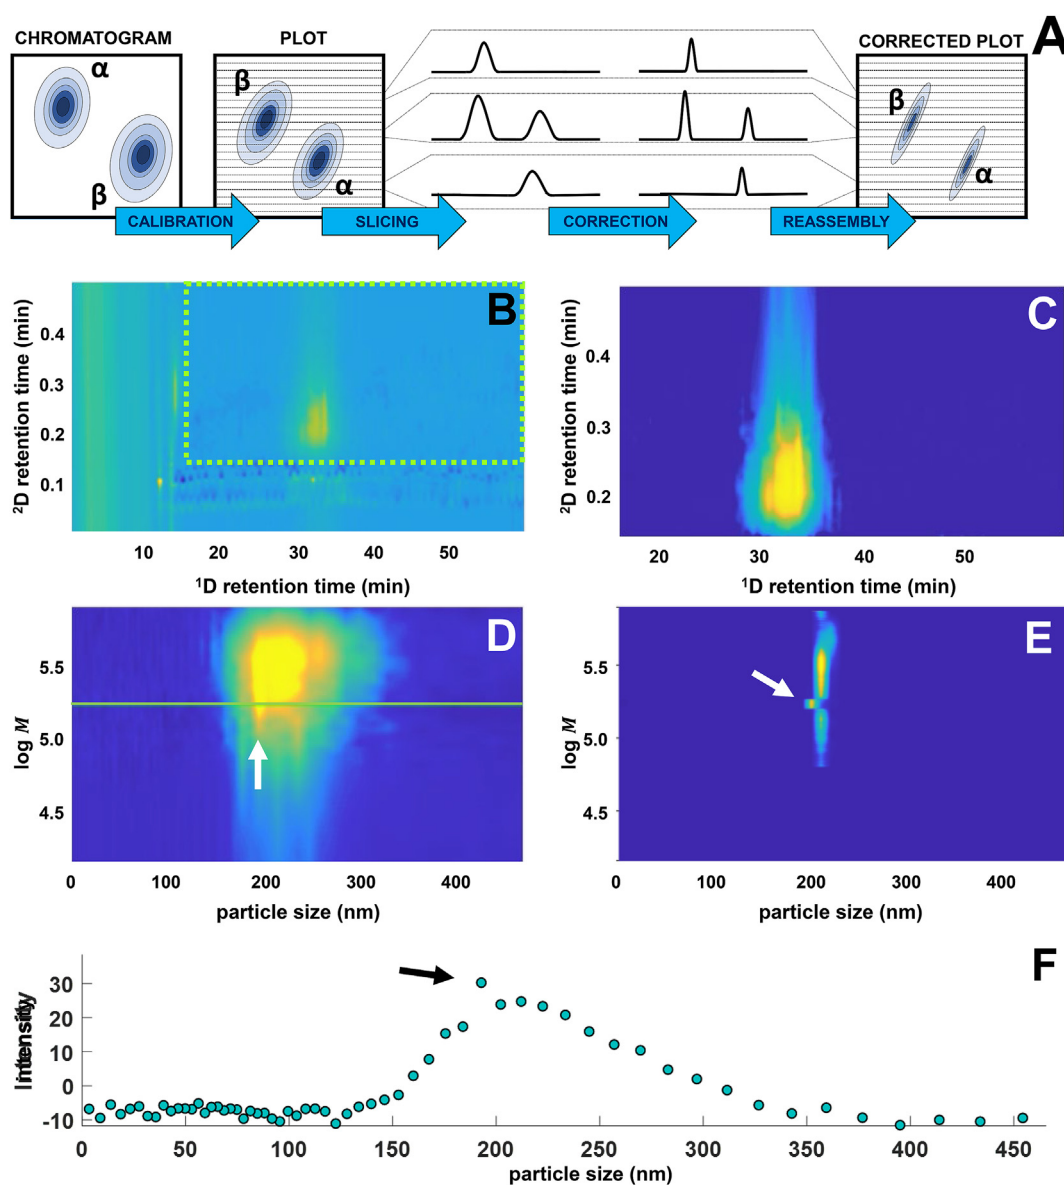 A
CHROMATOGRAM
PLOT
CORRECTED PLOT
α
β
β
α
β
α
CALIBRATION
SLICING
CORRECTION
REASSEMBLY
B
²D retention time (min)
0.4
0.3
0.2
0.1
10 20 30 40 50
¹D retention time (min)
C
²D retention time (min)
0.4
0.3
0.2
20 30 40 50
¹D retention time (min)
D
log M
5.5
5.0
4.5
0 100 200 300 400
particle size (nm)
E
log M
5.5
5.0
4.5
0 100 200 300 400
particle size (nm)
F
Intensity
30
20
10
0
-10
0 50 100 150 200 250 300 350 400 450
particle size (nm)